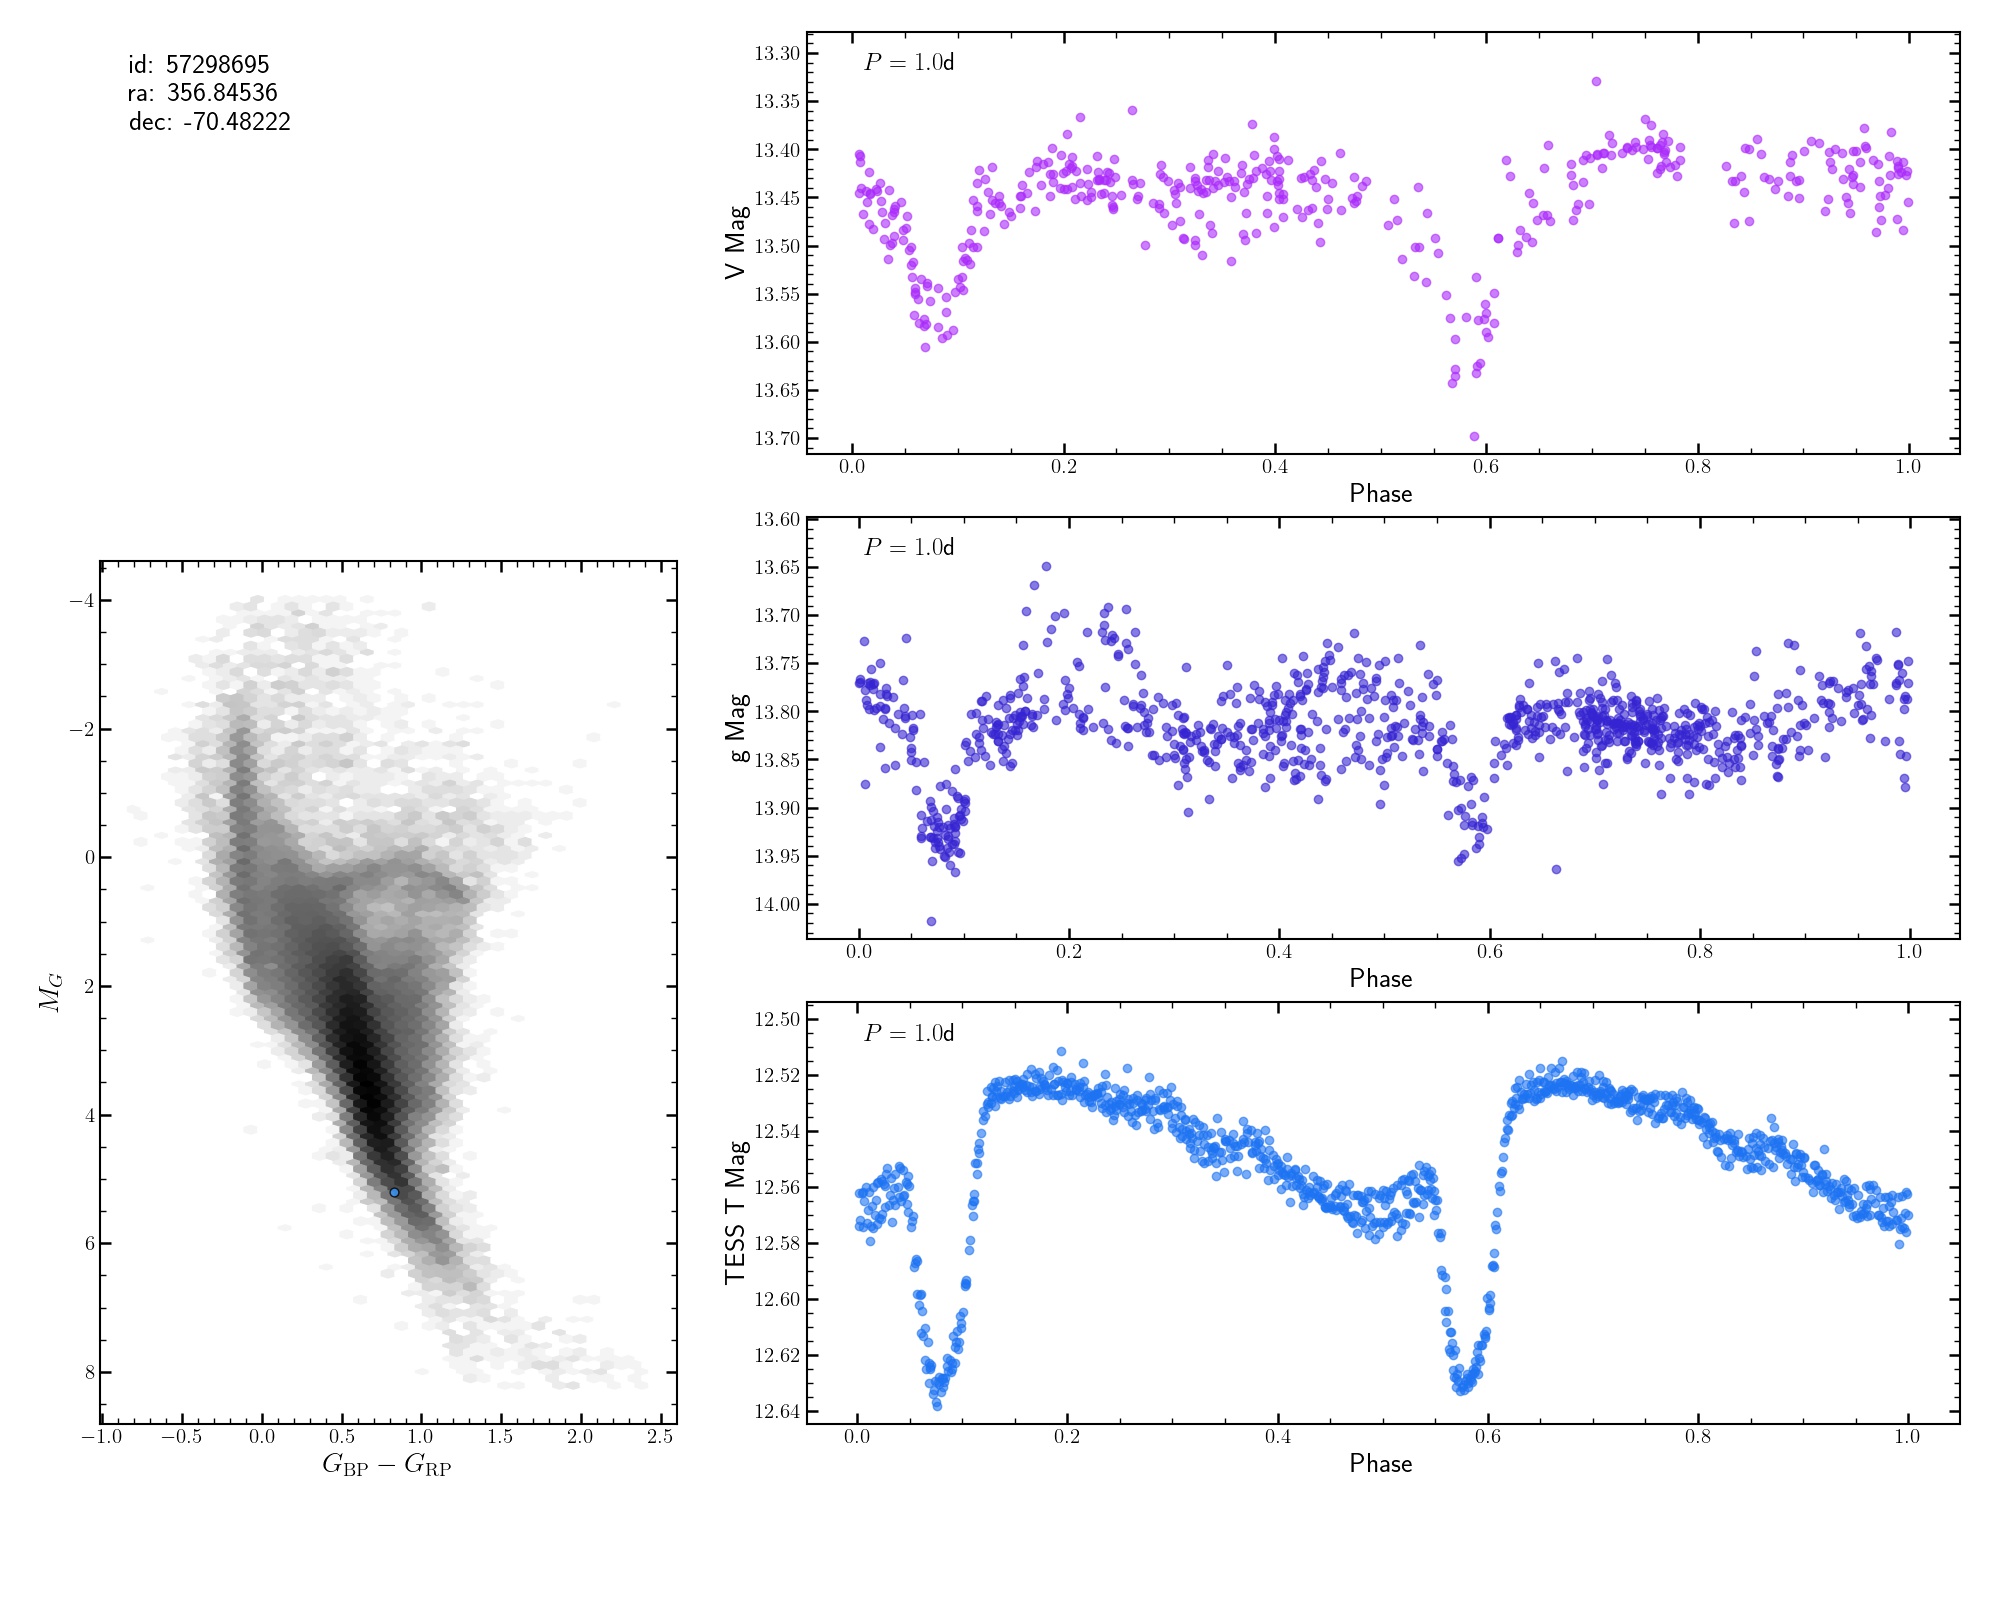 id: 57298695
ra: 356.84536
dec: -70.48222
P = 1.0d
13.30
13.35
13.40
13.45
13.50
13.55
13.60
13.65
13.70
V Mag
0.0 0.2 0.4 0.6 0.8 1.0
Phase
P = 1.0d
13.60
13.65
13.70
13.75
13.80
13.85
13.90
13.95
14.00
g Mag
0.0 0.2 0.4 0.6 0.8 1.0
Phase
P = 1.0d
12.50
12.52
12.54
12.56
12.58
12.60
12.62
12.64
TESS T Mag
0.0 0.2 0.4 0.6 0.8 1.0
Phase
−4
−2
0
2
4
6
8
M_G
−1.0 −0.5 0.0 0.5 1.0 1.5 2.0 2.5
G_BP − G_RP